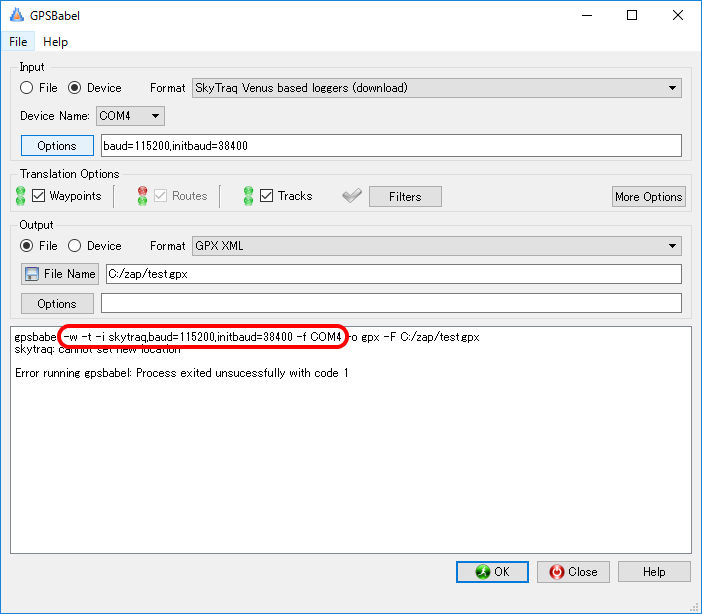 GPSBabel
File Help
Input
File Device Format SkyTraq Venus based loggers (download)
Device Name: COM4
Options baud=115200,initbaud=38400
Translation Options
Waypoints Routes Tracks Filters More Options
Output
File Device Format GPX XML
File Name C:/zap/test.gpx
Options
gpsbabel -w -t -i skytraq,baud=115200,initbaud=38400 -f COM4 -o gpx -F C:/zap/test.gpx
skytraq: cannot set new location
Error running gpsbabel: Process exited unsucessfully with code 1
OK Close Help